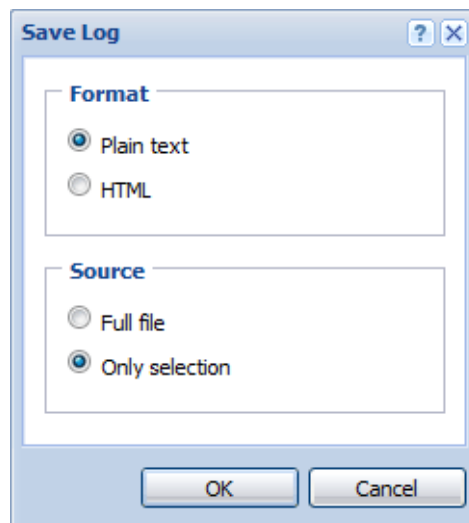 Save Log
?
Format
Plain text
HTML
Source
Full file
Only selection
OK
Cancel